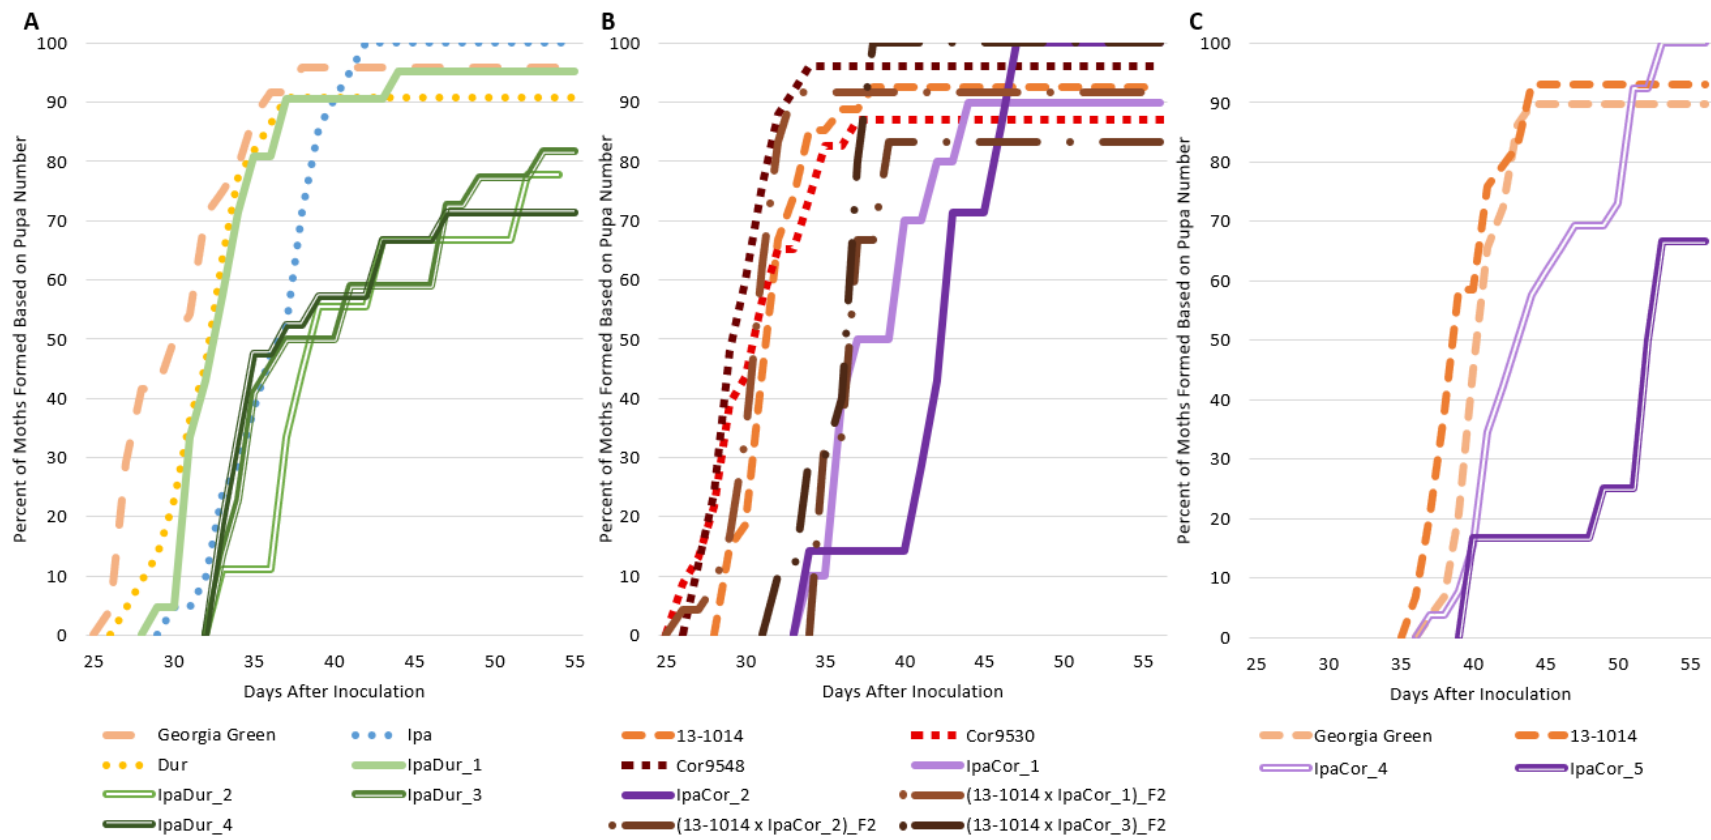 A
B
C
Percent of Moths Formed Based on Pupa Number
100
90
80
70
60
50
40
30
20
10
0
25 30 35 40 45 50 55
Days After Inoculation
Georgia Green
Ipa
Dur
IpaDur_1
IpaDur_2
IpaDur_3
IpaDur_4
Percent of Moths Formed Based on Pupa Number
100
90
80
70
60
50
40
30
20
10
0
25 30 35 40 45 50 55
Days After Inoculation
13-1014
Cor9530
Cor9548
IpaCor_1
IpaCor_2
(13-1014 x IpaCor_1)_F2
(13-1014 x IpaCor_2)_F2
(13-1014 x IpaCor_3)_F2
Percent of Moths Formed Based on Pupa Number
100
90
80
70
60
50
40
30
20
10
0
25 30 35 40 45 50 55
Days After Inoculation
Georgia Green
13-1014
IpaCor_4
IpaCor_5